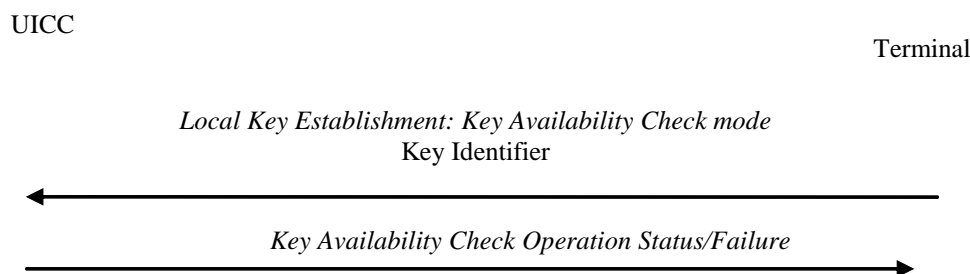 UICC
Terminal
Local Key Establishment: Key Availability Check mode
Key Identifier
Key Availability Check Operation Status/Failure